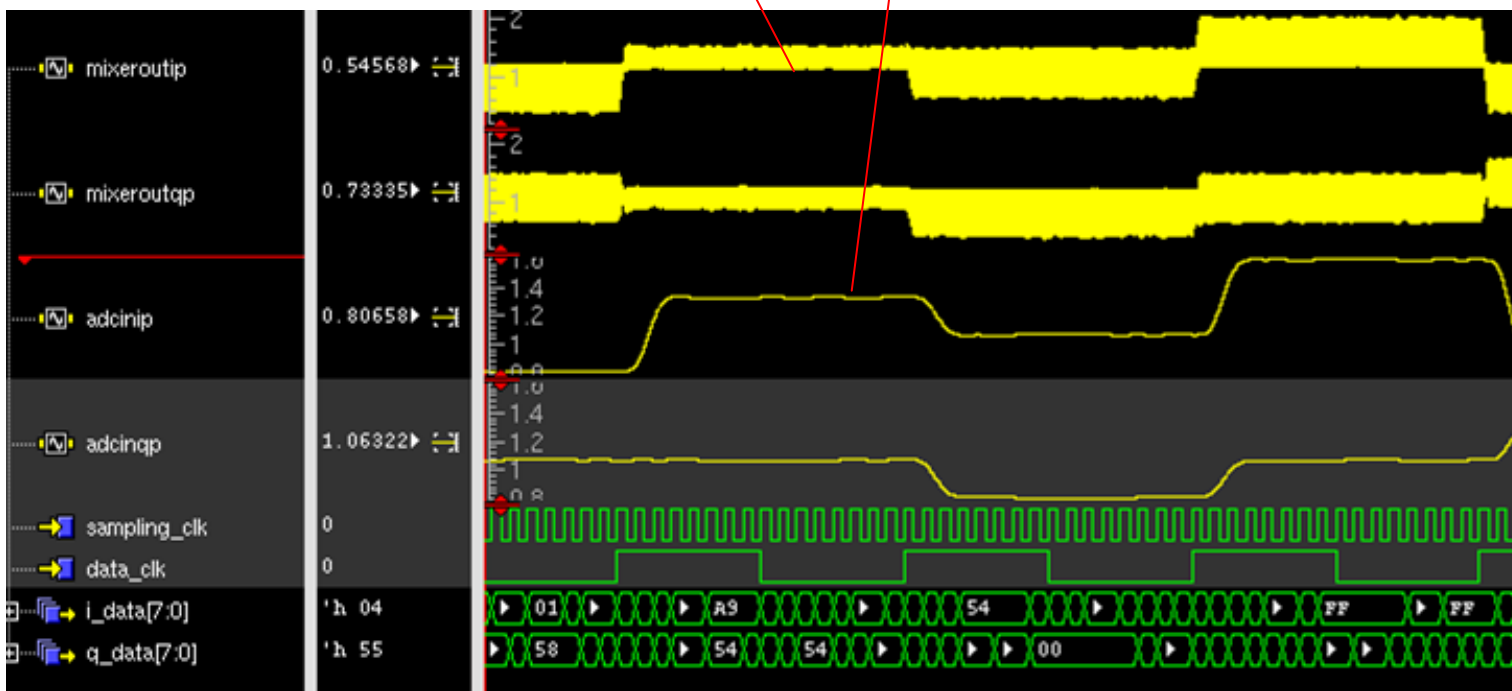 mixeroutip 0.54568 2 1
mixeroutqp 0.73335 2 1
adcinip 0.80658 1.4 1.2 1
adcinqp 1.06322 1.4 1.2 1 0.8
sampling_clk 0
data_clk 0
i_data[7:0] 'h 04 01 A9 54 FF FF
q_data[7:0] 'h 55 58 54 54 00